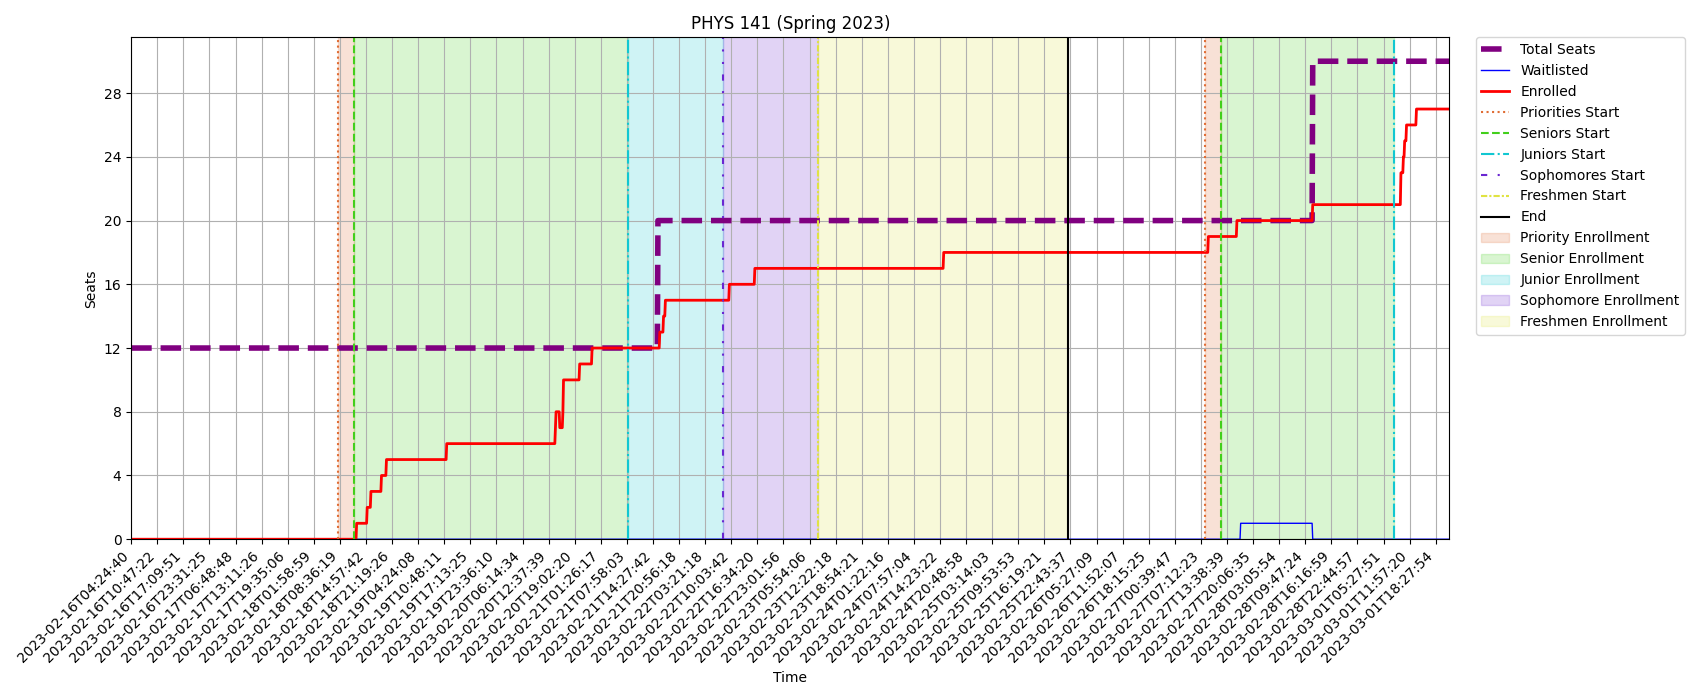 PHYS 141 (Spring 2023)
Total Seats
Waitlisted
Enrolled
Priorities Start
Seniors Start
Juniors Start
Sophomores Start
Freshmen Start
End
Priority Enrollment
Senior Enrollment
Junior Enrollment
Sophomore Enrollment
Freshmen Enrollment
Seats
28
24
20
16
12
8
4
0
2023-02-16T04:24:40
2023-02-16T10:47:22
2023-02-16T17:09:51
2023-02-16T23:31:25
2023-02-17T06:48:48
2023-02-17T13:11:26
2023-02-17T19:35:06
2023-02-18T01:58:59
2023-02-18T08:36:19
2023-02-18T14:57:42
2023-02-18T21:19:26
2023-02-19T04:24:08
2023-02-19T10:48:11
2023-02-19T17:13:25
2023-02-19T23:36:10
2023-02-20T06:14:34
2023-02-20T12:37:39
2023-02-20T19:02:20
2023-02-21T01:26:17
2023-02-21T07:58:03
2023-02-21T14:27:42
2023-02-21T20:56:18
2023-02-22T03:21:18
2023-02-22T10:03:42
2023-02-22T16:34:20
2023-02-22T23:01:56
2023-02-23T05:54:06
2023-02-23T12:22:18
2023-02-23T18:54:21
2023-02-24T01:22:16
2023-02-24T07:57:04
2023-02-24T14:23:22
2023-02-24T20:48:58
2023-02-25T03:14:03
2023-02-25T09:53:53
2023-02-25T16:19:21
2023-02-25T22:43:37
2023-02-26T05:27:09
2023-02-26T11:52:07
2023-02-26T18:15:25
2023-02-27T00:39:47
2023-02-27T07:12:23
2023-02-27T13:38:39
2023-02-27T20:06:35
2023-02-28T03:05:54
2023-02-28T09:47:24
2023-02-28T16:16:59
2023-02-28T22:44:57
2023-03-01T05:27:51
2023-03-01T11:57:20
2023-03-01T18:27:54
Time